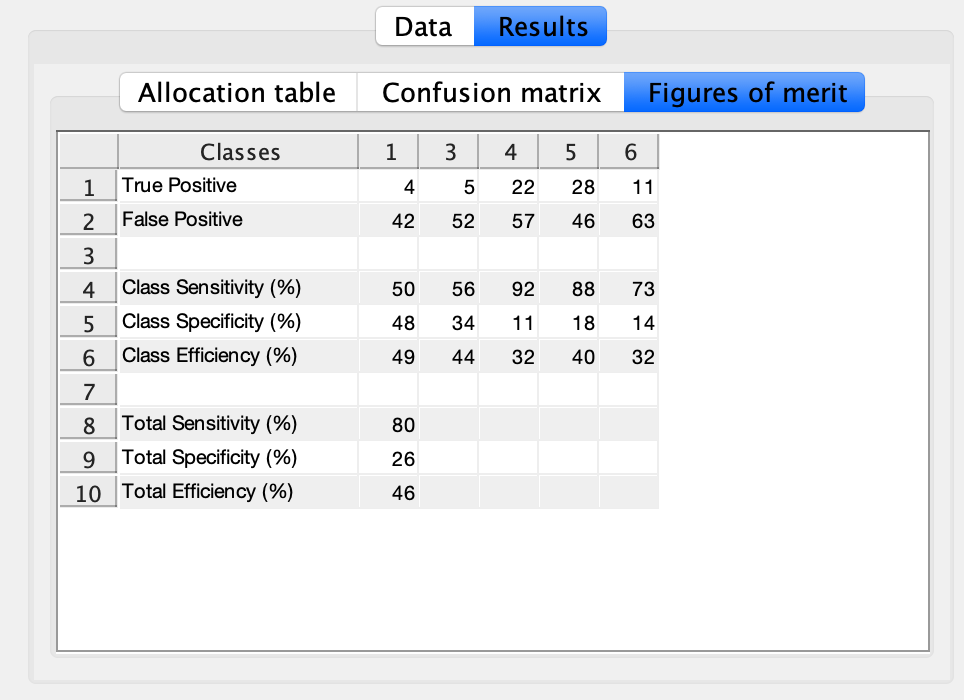 Data Results
Allocation table Confusion matrix Figures of merit
Classes 1 3 4 5 6
1 True Positive 4 5 22 28 11
2 False Positive 42 52 57 46 63
3
4 Class Sensitivity (%) 50 56 92 88 73
5 Class Specificity (%) 48 34 11 18 14
6 Class Efficiency (%) 49 44 32 40 32
7
8 Total Sensitivity (%) 80
9 Total Specificity (%) 26
10 Total Efficiency (%) 46